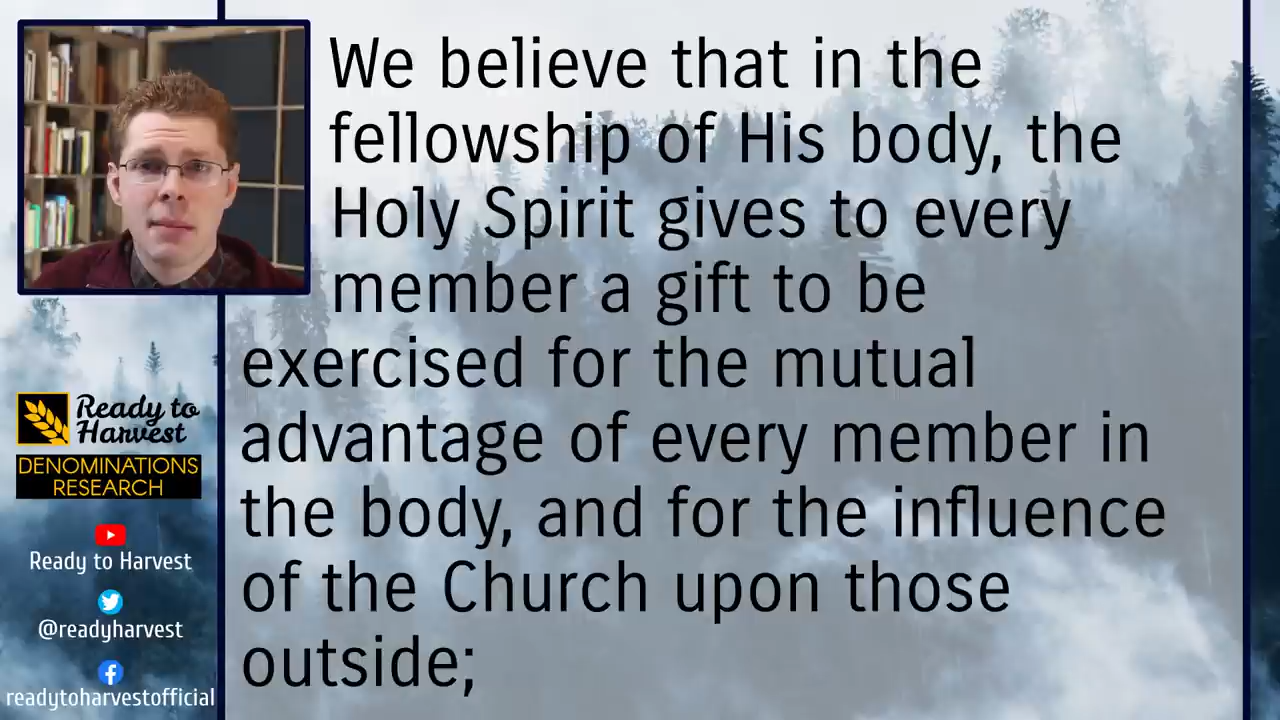 We believe that in the
fellowship of His body, the
Holy Spirit gives to every
member a gift to be
exercised for the mutual
advantage of every member in
the body, and for the influence
of the Church upon those
outside;
Ready to
Harvest
DENOMINATIONS
RESEARCH
Ready to Harvest
@readyharvest
readytoharvestofficial